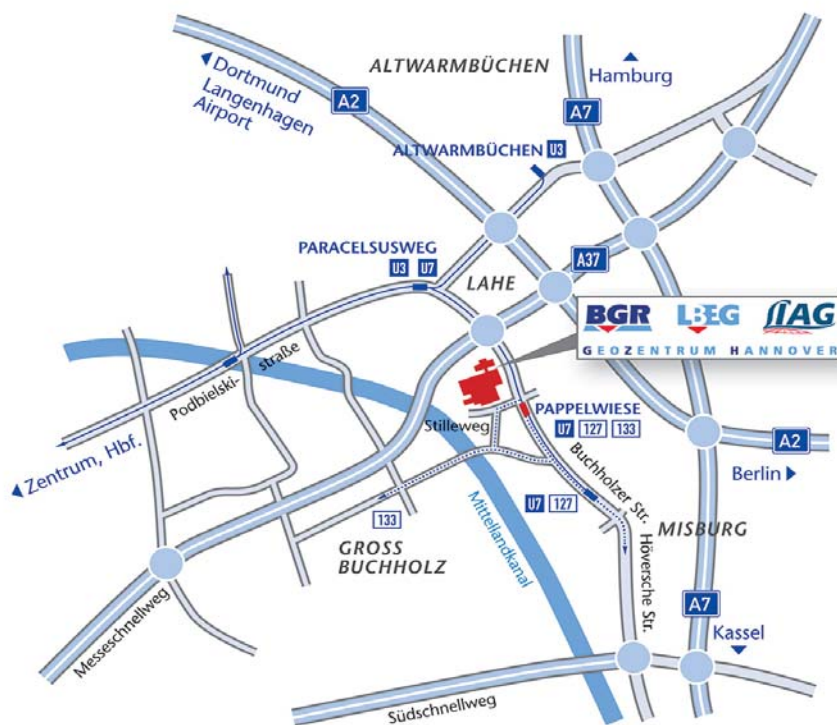 Dortmund
Langenhagen
Airport
A2
ALTWARMBÜCHEN
A7
Hamburg
ALTWARMBÜCHEN U3
PARACELSUSWEG
U3 U7
LAHE
A37
BGR LBEG LIAG
GEOZENTRUM HANNOVER
Podbielski-
straße
Stilleweg
PAPPELWIESE
U7 127 133
A2
Zentrum, Hbf.
Berlin
Buchholzer Str.
133
U7 127
GROSS
BUCHHOLZ
Mittellandkanal
MISBURG
Höversche Str.
Messeschnellweg
A7
Kassel
Südschnellweg